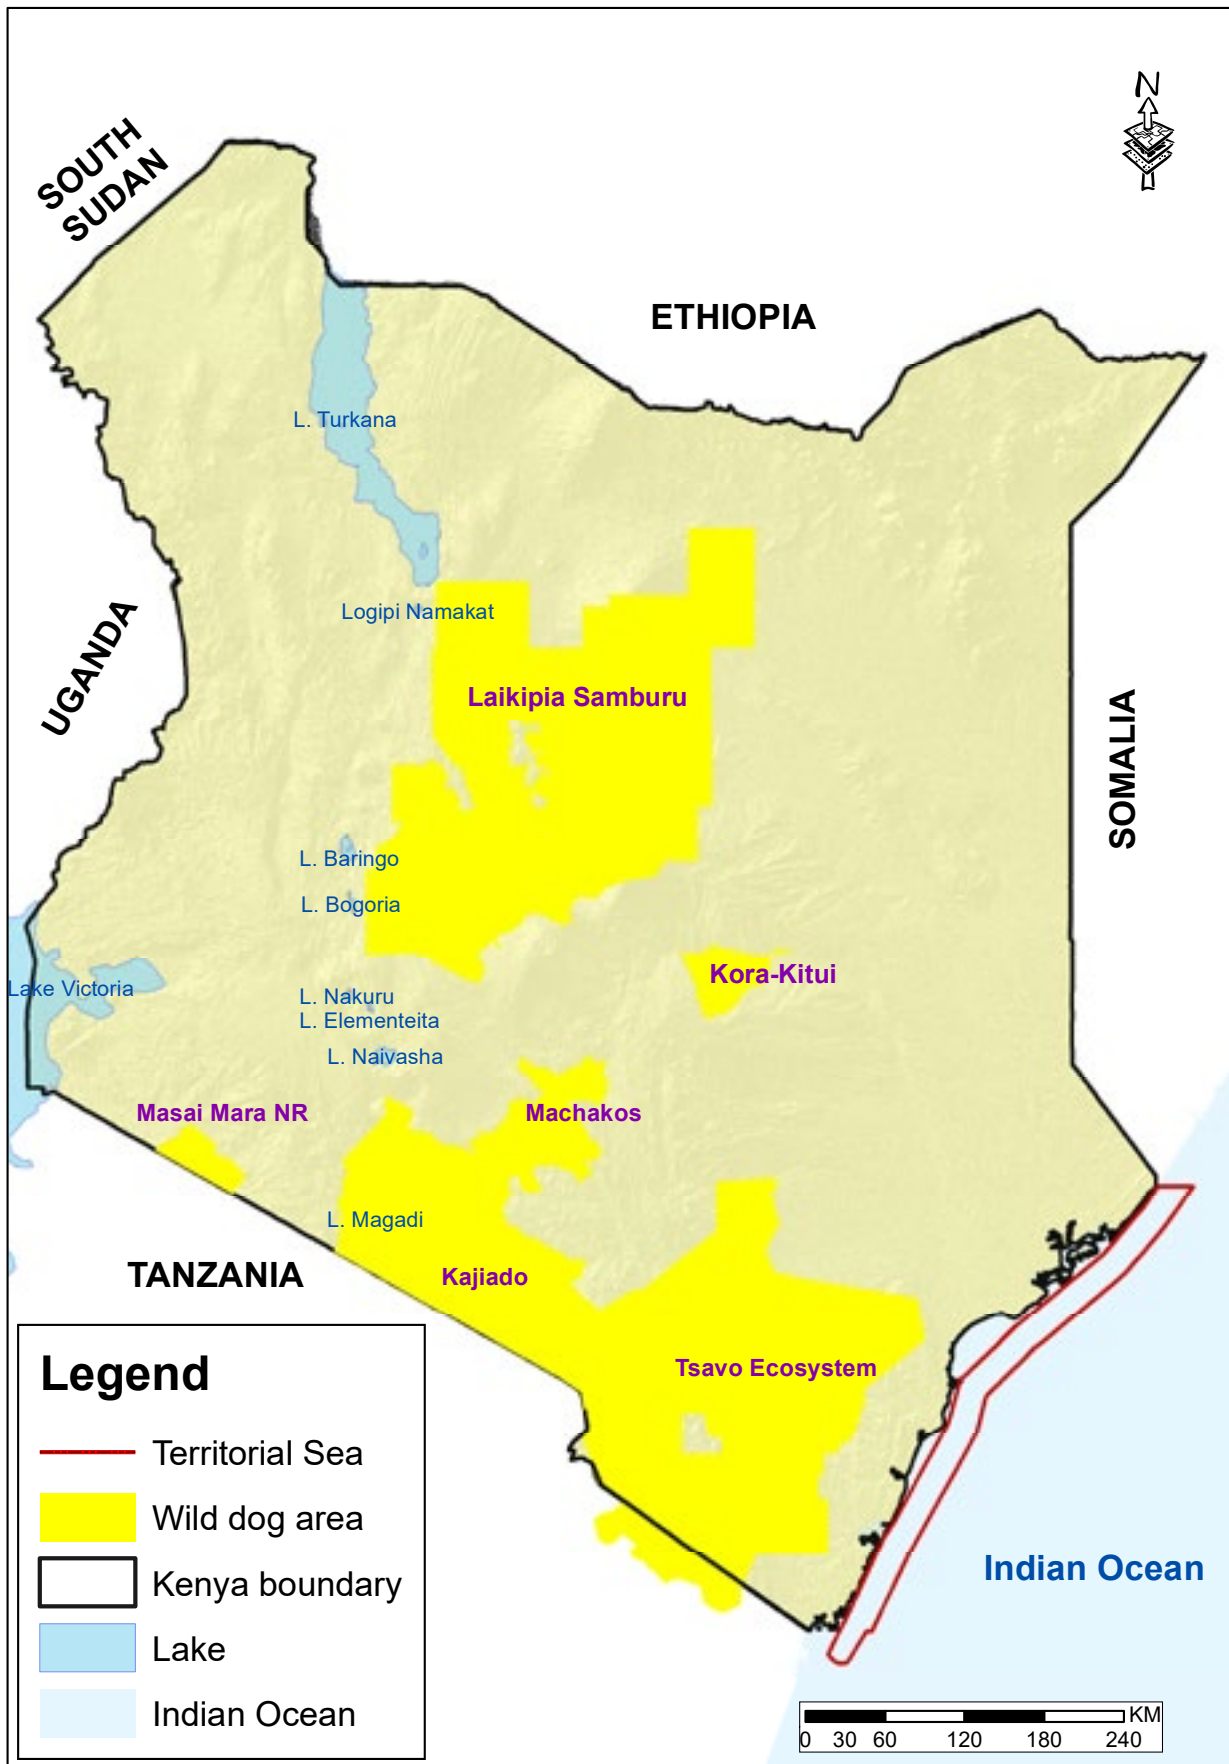 N
SOUTH
SUDAN
ETHIOPIA
L. Turkana
Logipi Namakat
UGANDA
Laikipia Samburu
SOMALIA
L. Baringo
L. Bogoria
Kora-Kitui
Lake Victoria
L. Nakuru
L. Elementeita
L. Naivasha
Masai Mara NR
Machakos
L. Magadi
TANZANIA
Kajiado
Tsavo Ecosystem
Legend
Territorial Sea
Wild dog area
Kenya boundary
Lake
Indian Ocean
Indian Ocean
KM
0 30 60 120 180 240